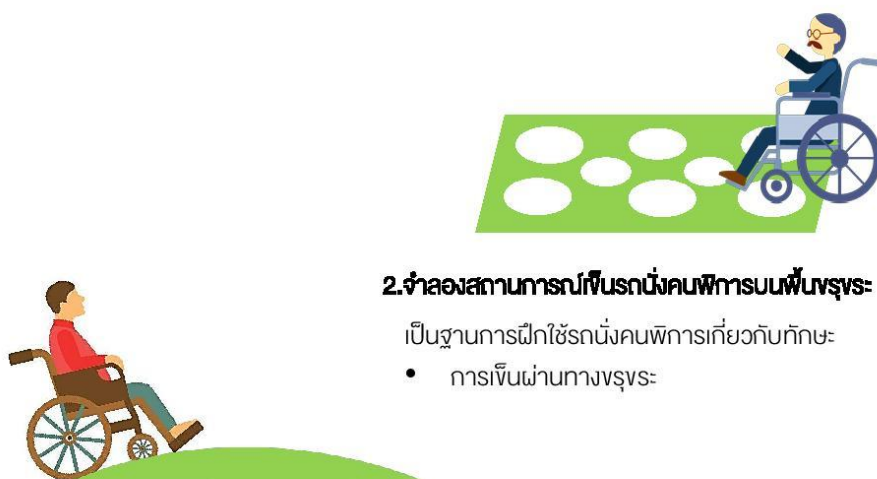 2.จำลองสถานการณ์เข็นรถนั่งคนพิการบนพื้นขรุขระ
เป็นฐานการฝึกใช้รถนั่งคนพิการเกี่ยวกับทักษะ
• การเข็นผ่านทางขรุขระ